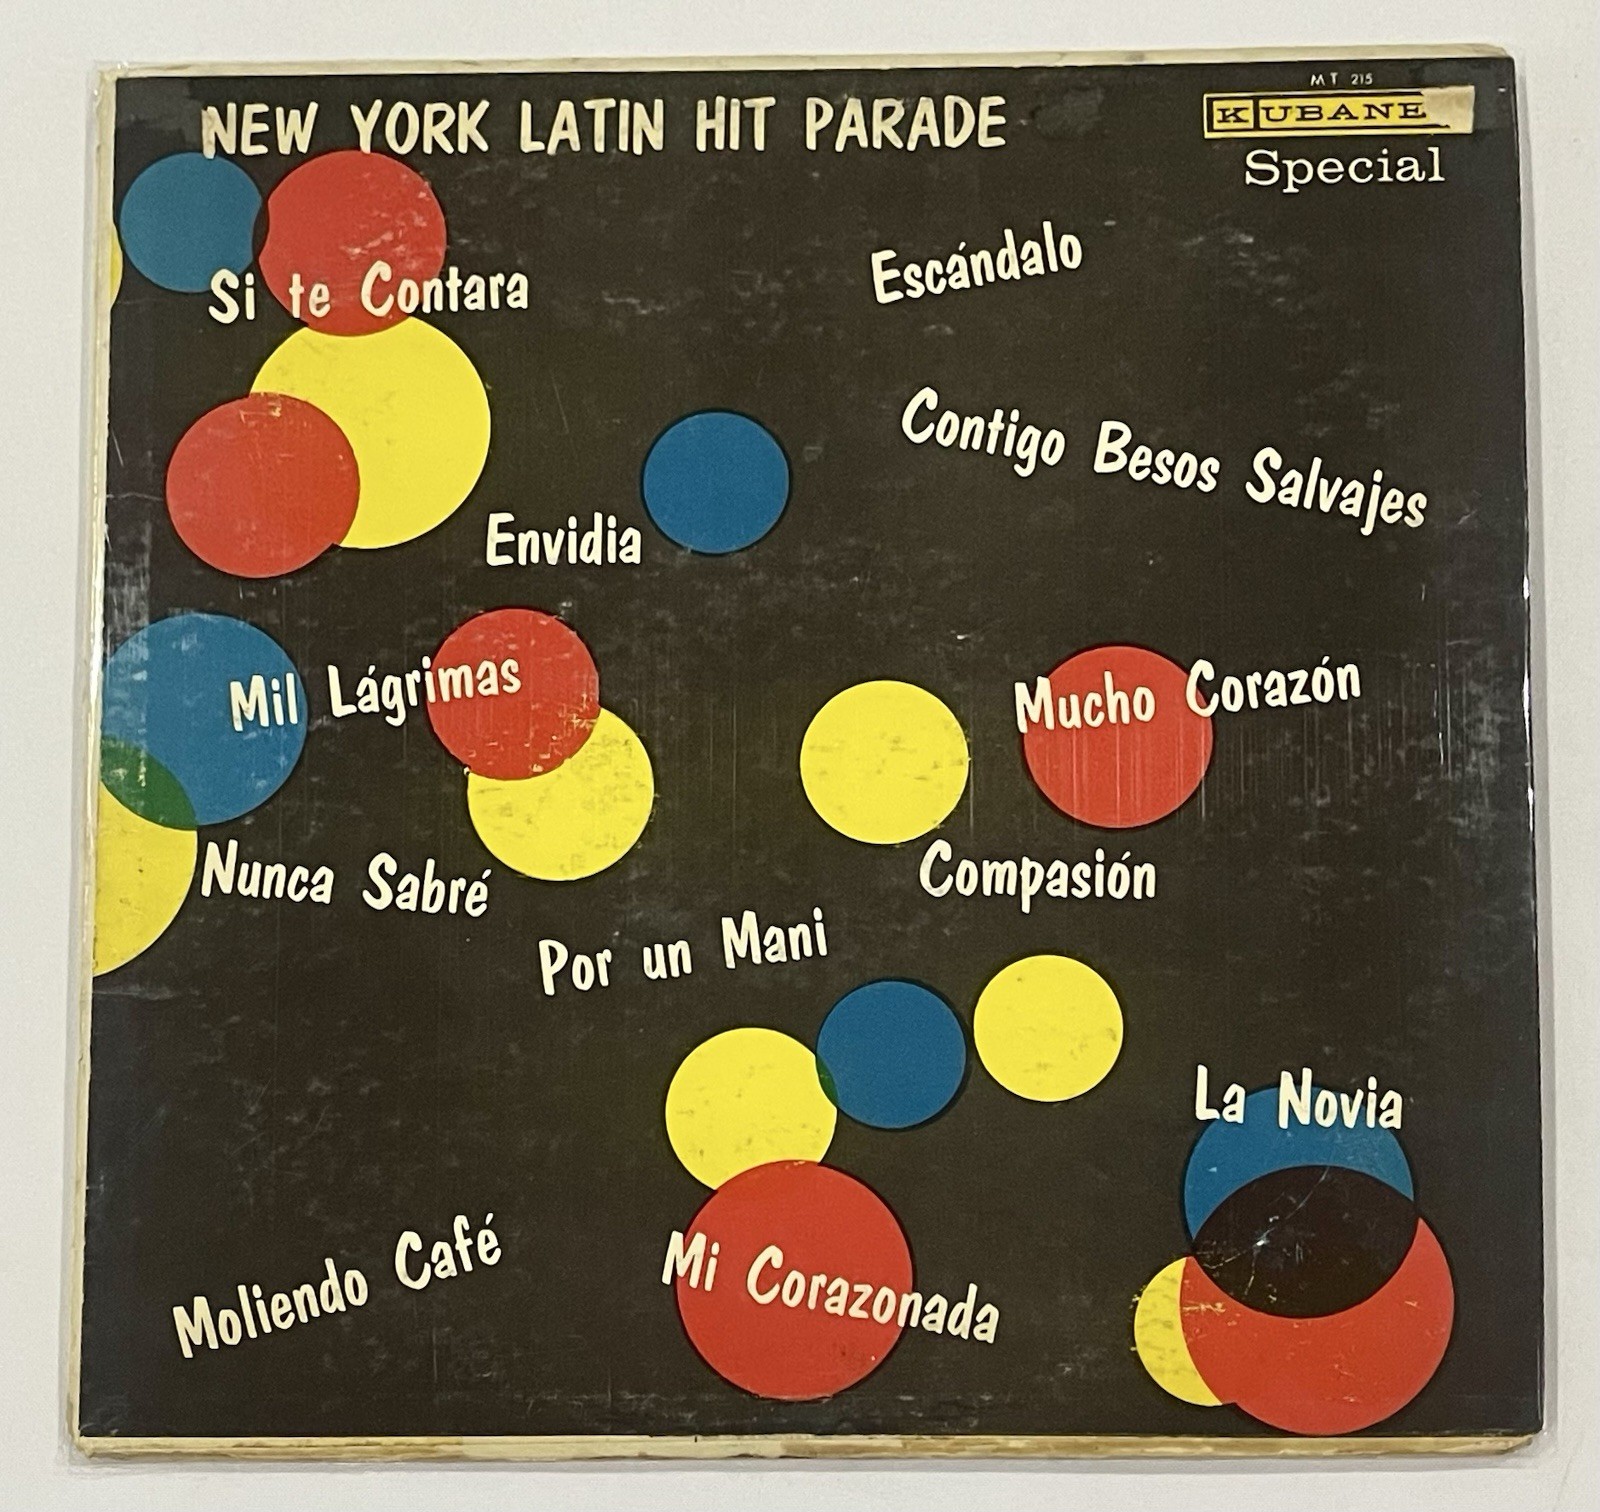 MT 215
NEW YORK LATIN HIT PARADE
KUBANE
Special
Si te Contara
Escándalo
Contigo Besos Salvajes
Envidia
Mil Lágrimas
Mucho Corazón
Nunca Sabré
Compasión
Por un Mani
La Novia
Moliendo Café
Mi Corazonada